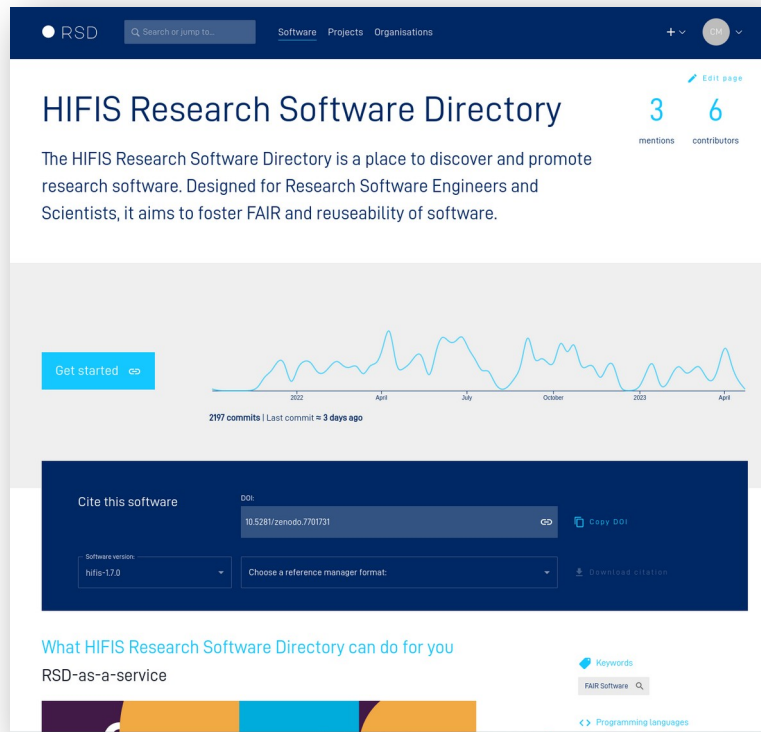 RSD
Search or jump to...
Software Projects Organisations
+
CM
Edit page
HIFIS Research Software Directory
3 6
mentions contributors
The HIFIS Research Software Directory is a place to discover and promote
research software. Designed for Research Software Engineers and
Scientists, it aims to foster FAIR and reuseability of software.
Get started
2022 April July October 2023 April
2197 commits | Last commit ≈ 3 days ago
Cite this software
DOI:
10.5281/zenodo.7701731
Copy DOI
Software version:
hifis-1.7.0
Choose a reference manager format:
Download citation
What HIFIS Research Software Directory can do for you
RSD-as-a-service
Keywords
FAIR Software
Programming languages